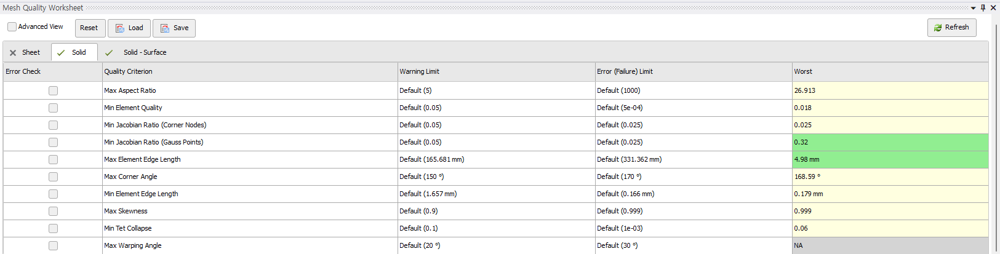 Mesh Quality Worksheet
Advanced View Reset Load Save Refresh
Sheet Solid Solid - Surface
Error Check Quality Criterion Warning Limit Error (Failure) Limit Worst
Max Aspect Ratio Default (5) Default (1000) 26.913
Min Element Quality Default (0.05) Default (5e-04) 0.018
Min Jacobian Ratio (Corner Nodes) Default (0.05) Default (0.025) 0.025
Min Jacobian Ratio (Gauss Points) Default (0.05) Default (0.025) 0.32
Max Element Edge Length Default (165.681 mm) Default (331.362 mm) 4.98 mm
Max Corner Angle Default (150 °) Default (170 °) 168.59 °
Min Element Edge Length Default (1.657 mm) Default (0.166 mm) 0.179 mm
Max Skewness Default (0.9) Default (0.999) 0.999
Min Tet Collapse Default (0.1) Default (1e-03) 0.06
Max Warping Angle Default (20 °) Default (30 °) NA